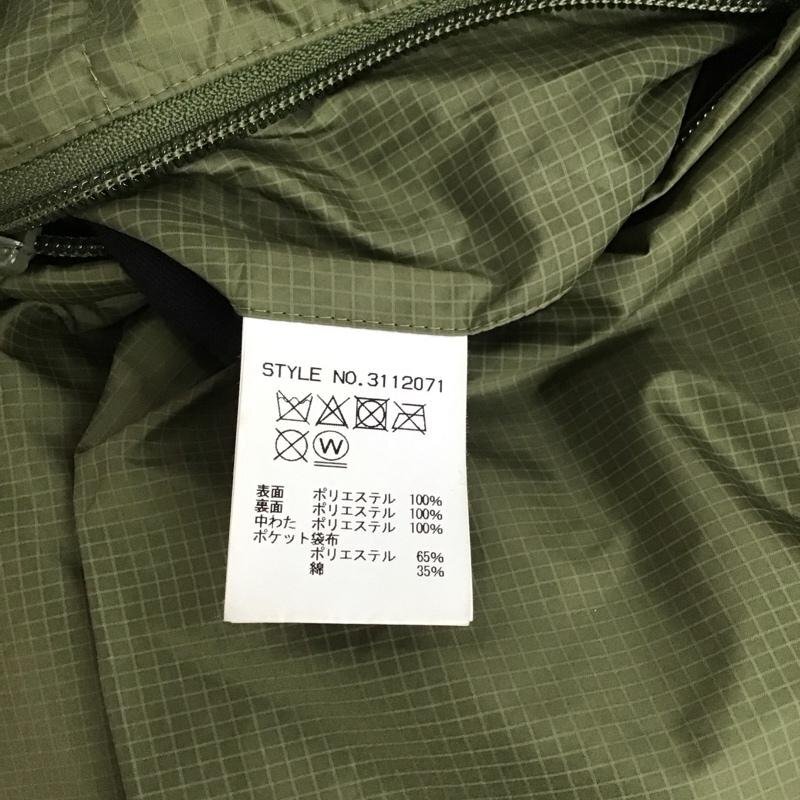 STYLE NO.3112071
W
表面 ポリエステル 100%
裏面 ポリエステル 100%
中わた ポリエステル 100%
ポケット袋布
ポリエステル 65%
綿 35%